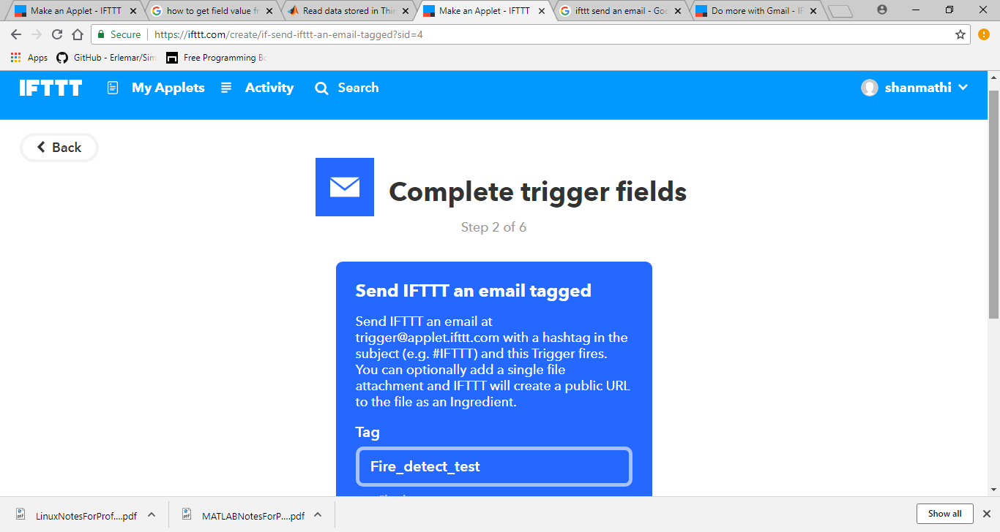 Make an Applet - IFTTT
how to get field value fr
Read data stored in Thin
Make an Applet - IFTTT
ifttt send an email - Goo
Do more with Gmail - IF
Secure
https://ifttt.com/create/if-send-ifttt-an-email-tagged?sid=4
Apps
GitHub - Erlemar/Sim
Free Programming Bo
IFTTT
My Applets
Activity
Search
shanmathi
Back
Complete trigger fields
Step 2 of 6
Send IFTTT an email tagged
Send IFTTT an email at
trigger@applet.ifttt.com with a hashtag in the
subject (e.g. #IFTTT) and this Trigger fires.
You can optionally add a single file
attachment and IFTTT will create a public URL
to the file as an Ingredient.
Tag
Fire_detect_test
LinuxNotesForProf....pdf
MATLABNotesForP....pdf
Show all